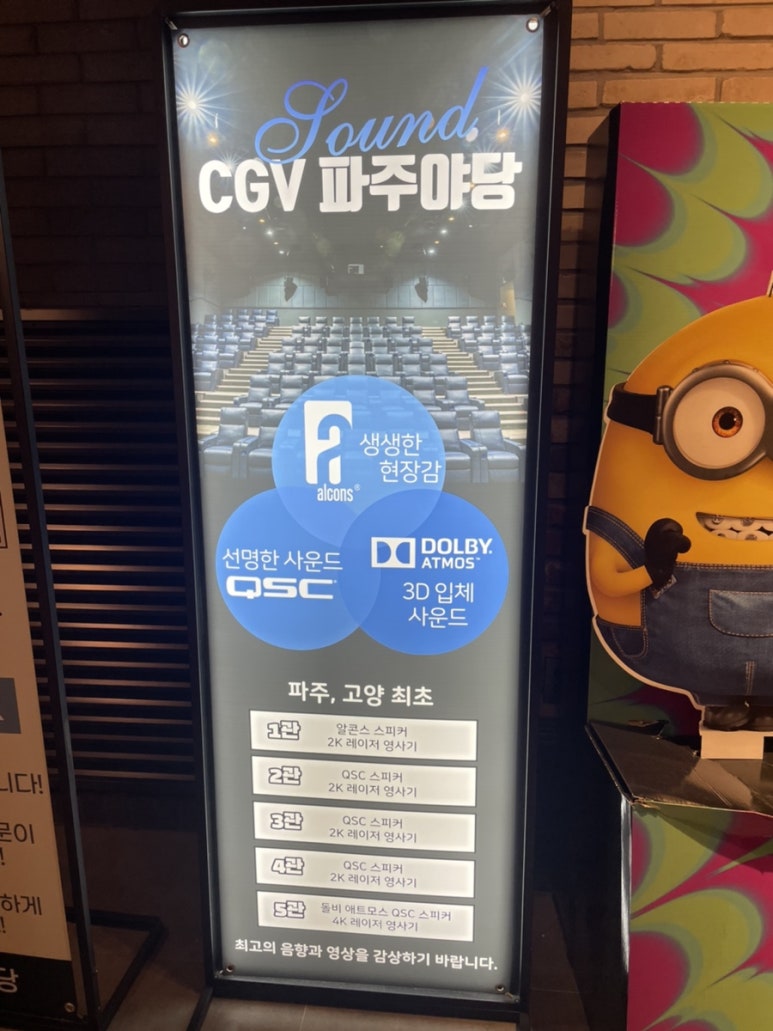 Sound
CGV 파주야당
alcons®
생생한
현장감
선명한 사운드
QSC
DOLBY
ATMOS™
3D 입체
사운드
파주, 고양 최초
1관
알콘스 스피커
2K 레이저 영사기
2관
QSC 스피커
2K 레이저 영사기
3관
QSC 스피커
2K 레이저 영사기
4관
QSC 스피커
2K 레이저 영사기
5관
돌비 애트모스 QSC 스피커
4K 레이저 영사기
최고의 음향과 영상을 감상하기 바랍니다.
니다!
문이
!
하게
!
당